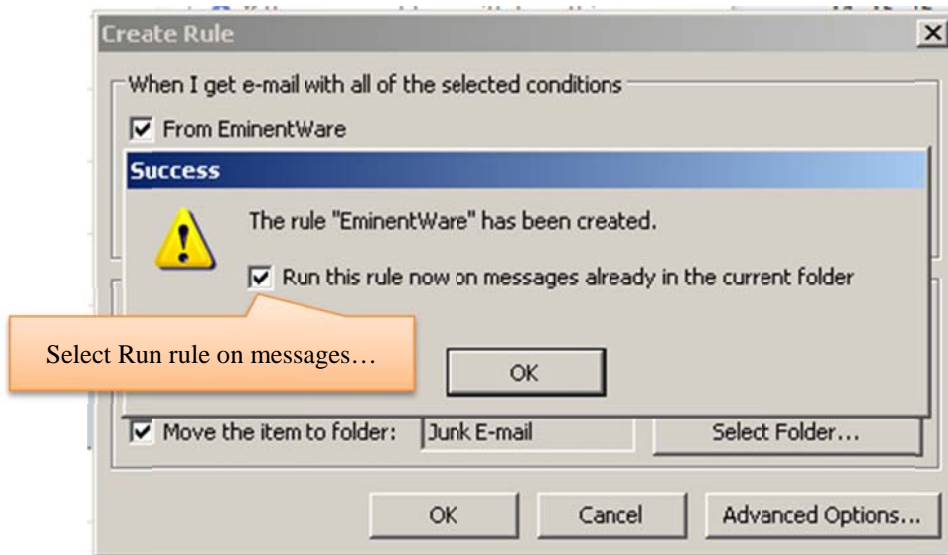 Create Rule
When I get e-mail with all of the selected conditions
From EminentWare
Success
The rule "EminentWare" has been created.
Run this rule now on messages already in the current folder
Select Run rule on messages…
OK
Move the item to folder: Junk E-mail Select Folder...
OK Cancel Advanced Options...